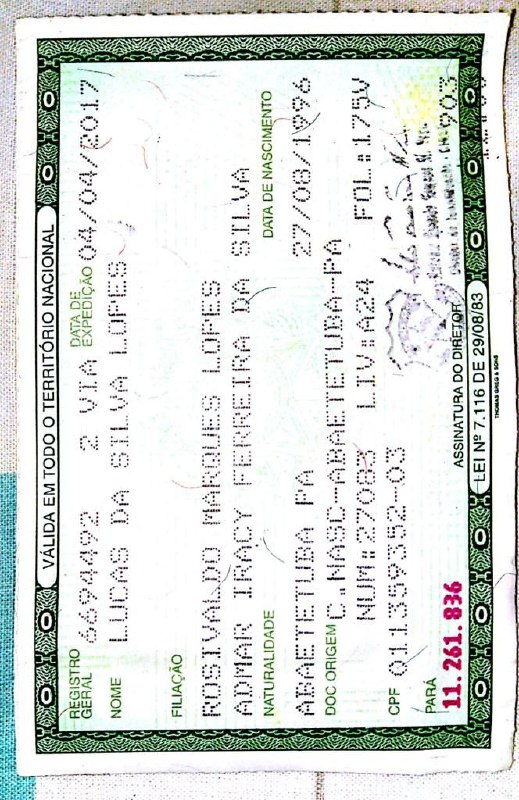 VÁLIDA EM TODO O TERRITÓRIO NACIONAL
REGISTRO GERAL 6694492 2 VIA DATA DE EXPEDIÇÃO 04/04/2017
NOME LUCAS DA SILVA LOPES
FILIAÇÃO
ROSIVALDO MARQUES LOPES
ADMAR IRACY FERREIRA DA SILVA
NATURALIDADE DATA DE NASCIMENTO
ABAETETUBA PA 27/08/1996
DOC ORIGEM C.NASC-ABAETETUBA-PA
NUM:27083 LIV:A24 FOL:175V
CPF 011359352-03
PARÁ
11.261.836
903
ASSINATURA DO DIRETOR
LEI Nº 7.116 DE 29/08/83
THOMAS GREG & SONS